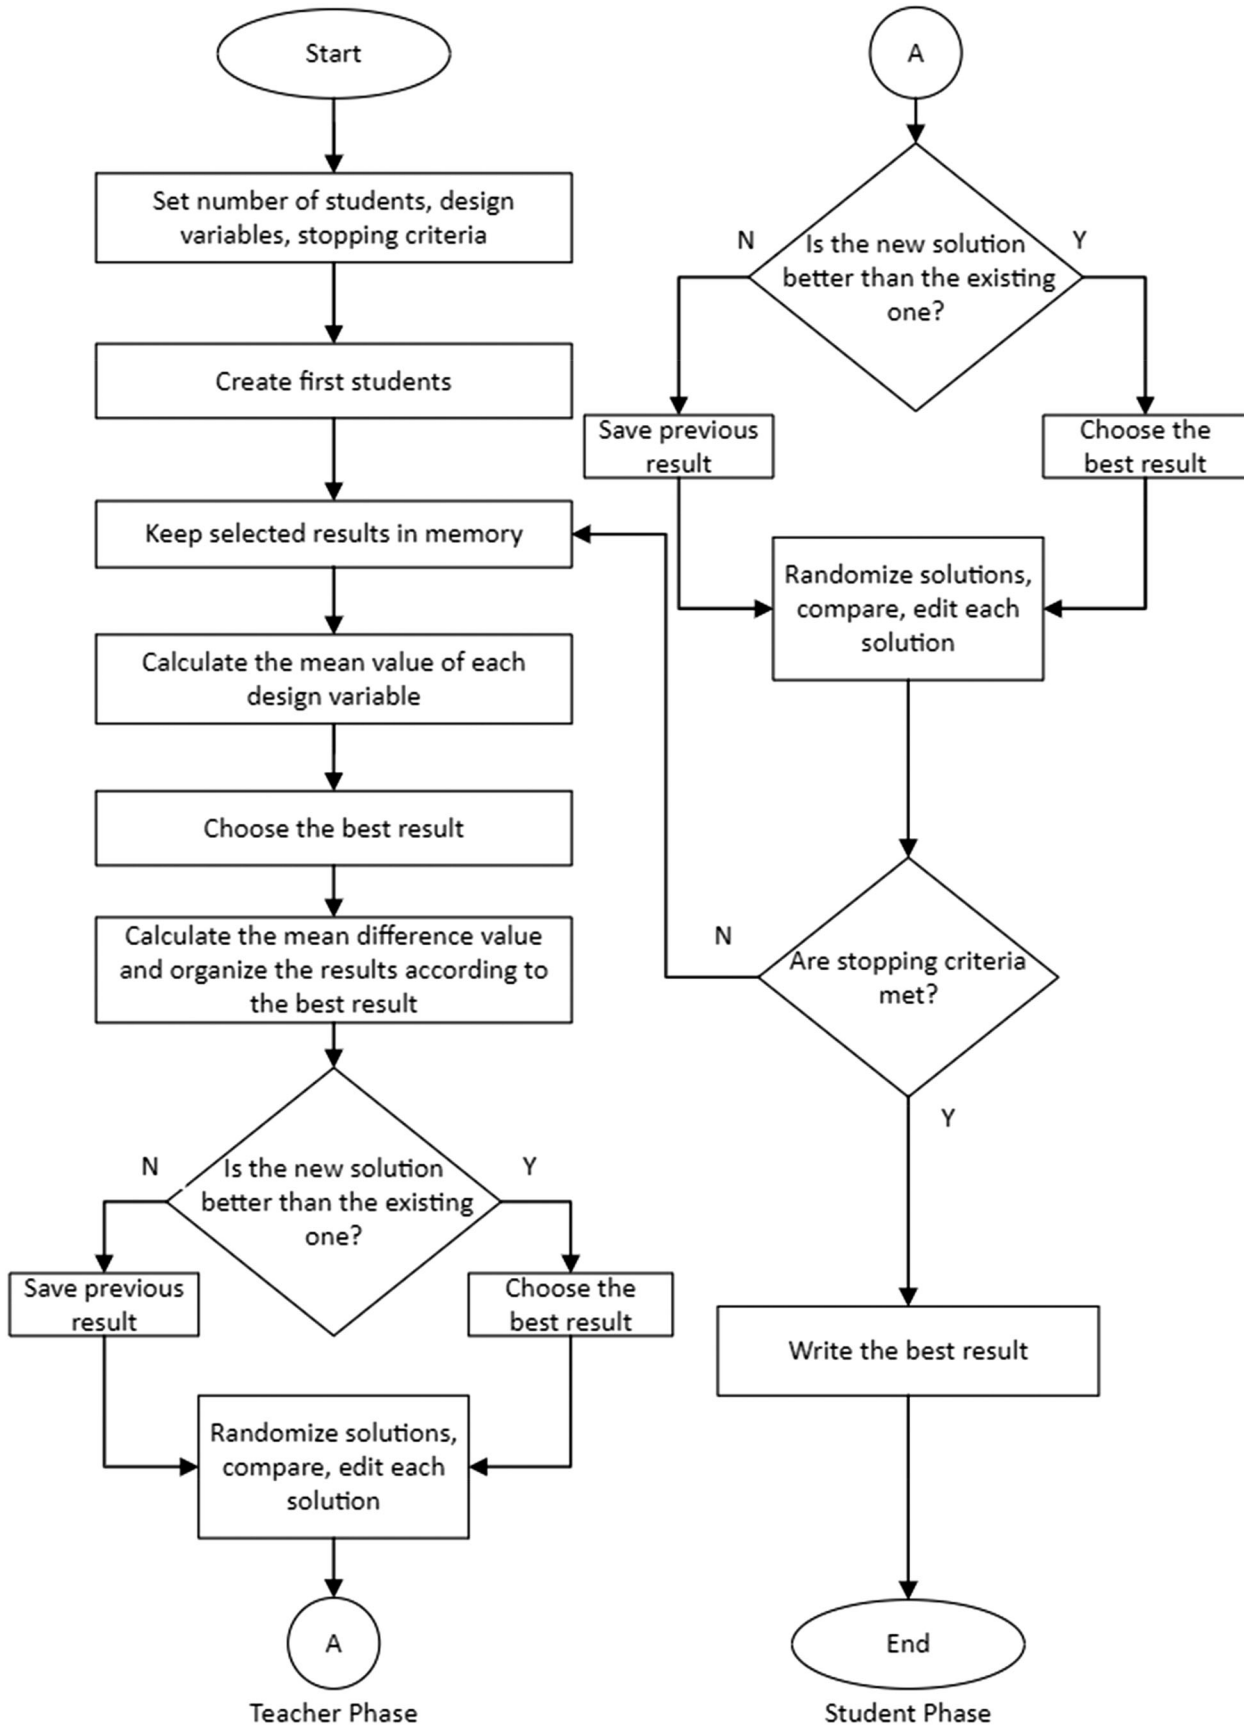 Start
Set number of students, design
variables, stopping criteria
Create first students
Keep selected results in memory
Calculate the mean value of each
design variable
Choose the best result
Calculate the mean difference value
and organize the results according to
the best result
Is the new solution
better than the existing
one?
N
Y
Save previous
result
Choose the
best result
Randomize solutions,
compare, edit each
solution
A
Teacher Phase
A
Is the new solution
better than the existing
one?
N
Y
Save previous
result
Choose the
best result
Randomize solutions,
compare, edit each
solution
Are stopping criteria
met?
N
Y
Write the best result
End
Student Phase